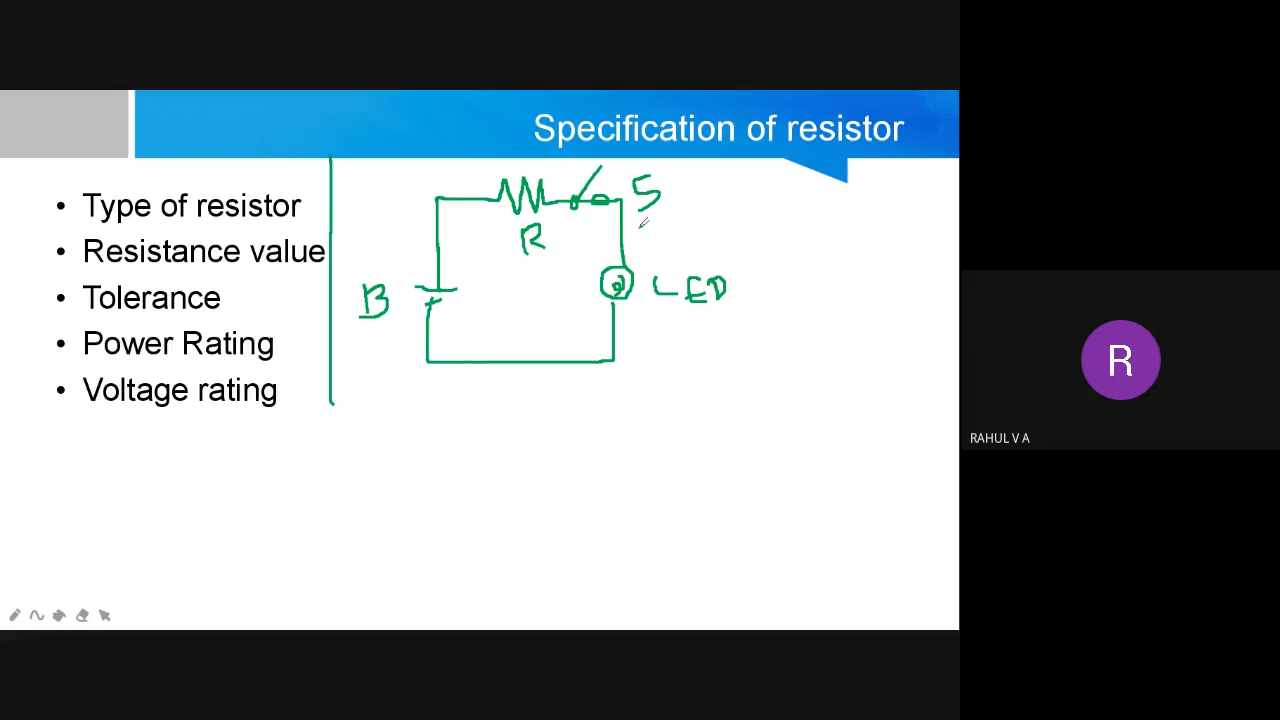 Specification of resistor
• Type of resistor
• Resistance value
• Tolerance
• Power Rating
• Voltage rating
S
R
B
LED
R
RAHUL V A